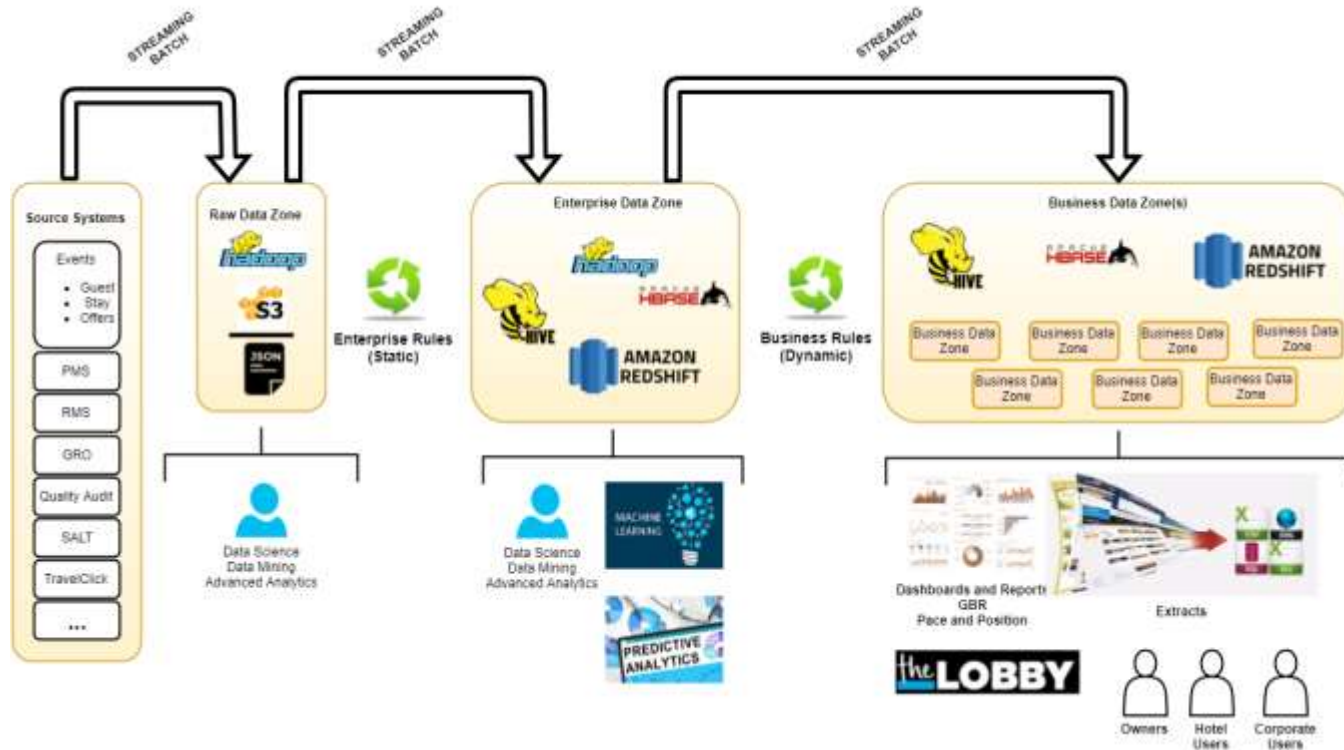 STREAMING
BATCH
STREAMING
BATCH
STREAMING
BATCH
Source Systems
Events
Guest
Stay
Offers
PMS
RMS
GRO
Quality Audit
SALT
TravelClick
...
Raw Data Zone
hadoop
S3
JSON
Data Science
Data Mining
Advanced Analytics
Enterprise Rules
(Static)
Enterprise Data Zone
hadoop
APACHE
HBASE
HIVE
AMAZON
REDSHIFT
Data Science
Data Mining
Advanced Analytics
MACHINE
LEARNING
PREDICTIVE
ANALYTICS
Business Rules
(Dynamic)
Business Data Zone(s)
HIVE
APACHE
HBASE
AMAZON
REDSHIFT
Business Data
Zone
Business Data
Zone
Business Data
Zone
Business Data
Zone
Business Data
Zone
Business Data
Zone
Business Data
Zone
Dashboards and Reports
GBR
Pace and Position
Extracts
the LOBBY
Owners
Hotel
Users
Corporate
Users